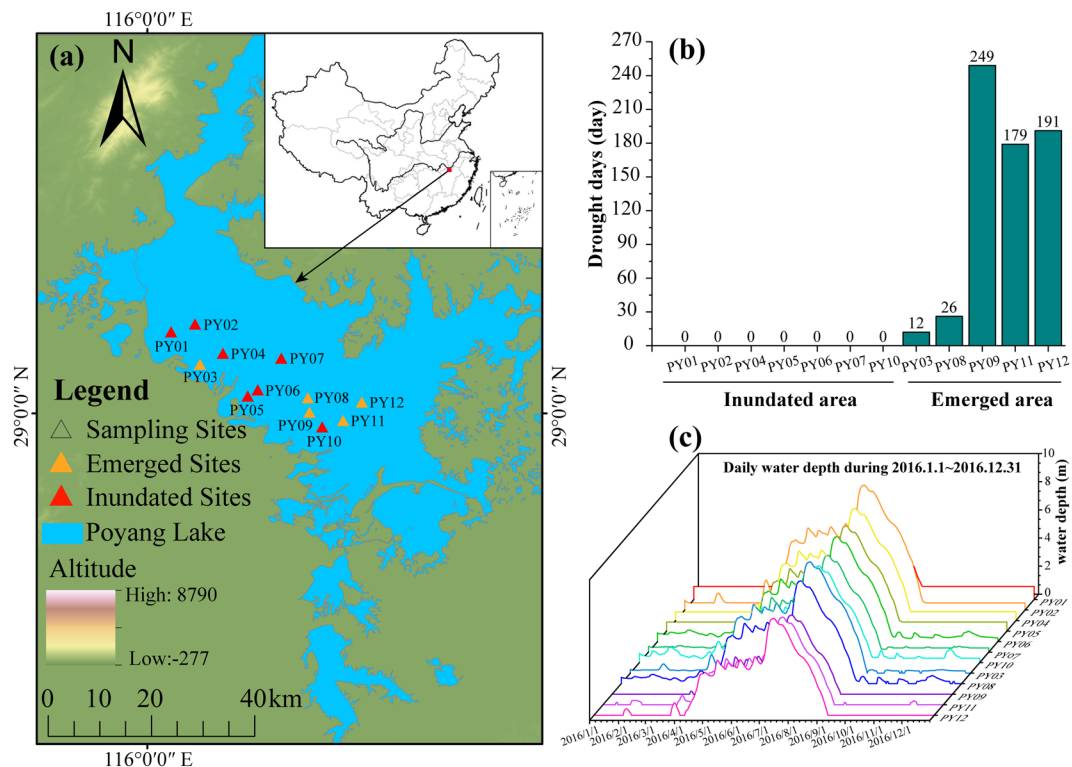 116°0′0″ E
(a)
N
PY02
PY01
PY04
PY07
PY03
PY06
PY05
PY08
PY12
PY09
PY11
PY10
29°0′0″ N
29°0′0″ N
Legend
Sampling Sites
Emerged Sites
Inundated Sites
Poyang Lake
Altitude
High: 8790
Low:-277
0 10 20 40km
116°0′0″ E
(b)
Drought days (day)
270
240
210
180
150
120
90
60
30
0
0 0 0 0 0 0 0 12 26 249 179 191
PY01 PY02 PY04 PY05 PY06 PY07 PY10 PY03 PY08 PY09 PY11 PY12
Inundated area Emerged area
(c)
Daily water depth during 2016.1.1~2016.12.31
water depth (m)
10
8
6
4
2
0
PY01
PY02
PY04
PY05
PY06
PY07
PY10
PY03
PY08
PY09
PY11
PY12
2016/1/1 2016/2/1 2016/3/1 2016/4/1 2016/5/1 2016/6/1 2016/7/1 2016/8/1 2016/9/1 2016/10/1 2016/11/1 2016/12/1